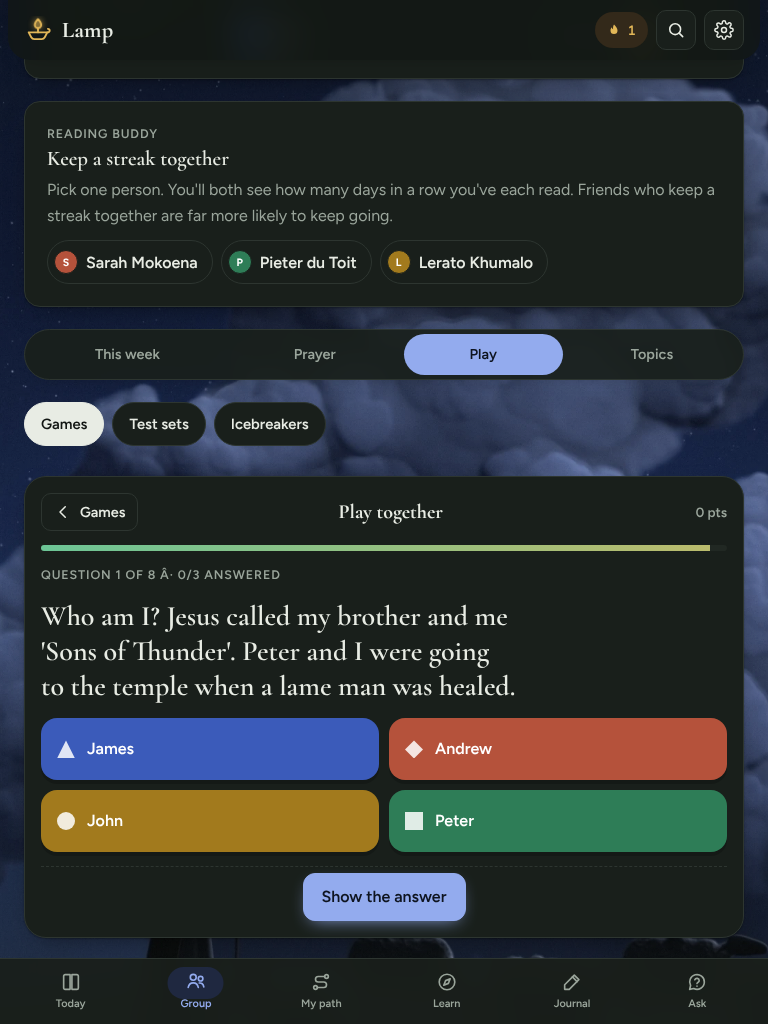 Lamp
1
READING BUDDY
Keep a streak together
Pick one person. You'll both see how many days in a row you've each read. Friends who keep a
streak together are far more likely to keep going.
S Sarah Mokoena
P Pieter du Toit
L Lerato Khumalo
This week
Prayer
Play
Topics
Games
Test sets
Icebreakers
Games
Play together
0 pts
QUESTION 1 OF 8 Â· 0/3 ANSWERED
Who am I? Jesus called my brother and me
'Sons of Thunder'. Peter and I were going
to the temple when a lame man was healed.
James
Andrew
John
Peter
Show the answer
Today
Group
My path
Learn
Journal
Ask